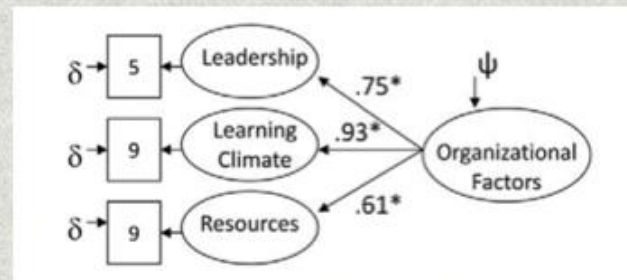 δ 5 Leadership
.75*
ψ
δ 9 Learning
Climate
.93*
Organizational
Factors
δ 9 Resources
.61*